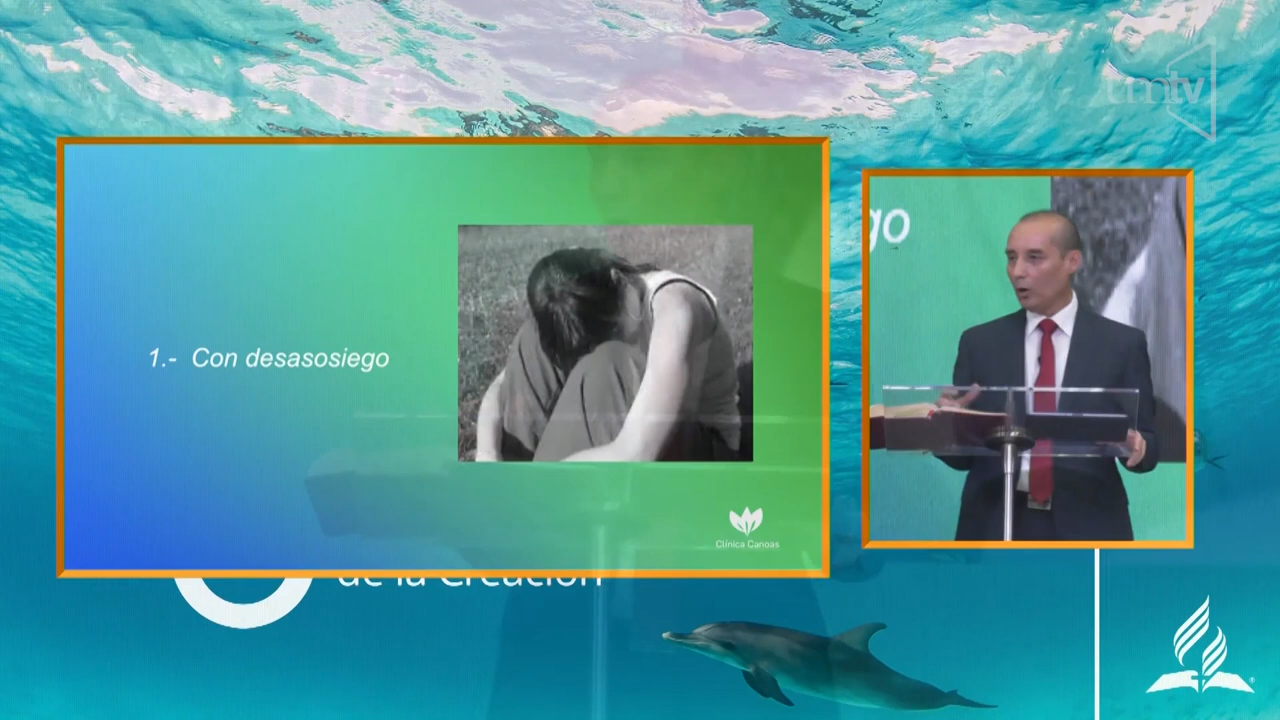 tmtv
1.- Con desasosiego
go
Clínica Canoas
de la Creación
®